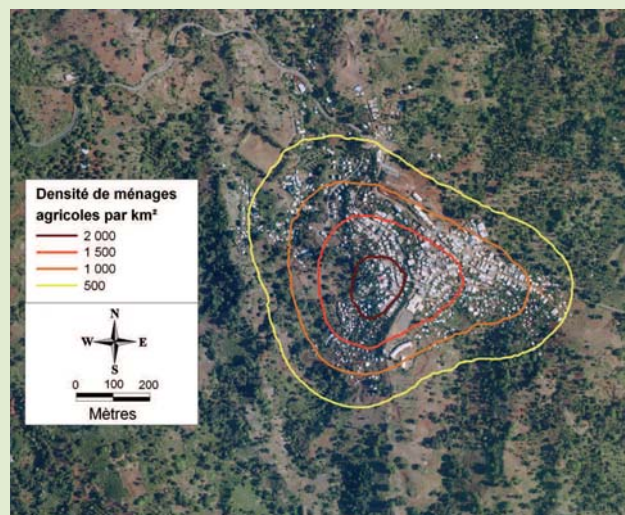 Densité de ménages
agricoles par km²
2 000
1 500
1 000
500
N
W E
S
0 100 200
Mètres